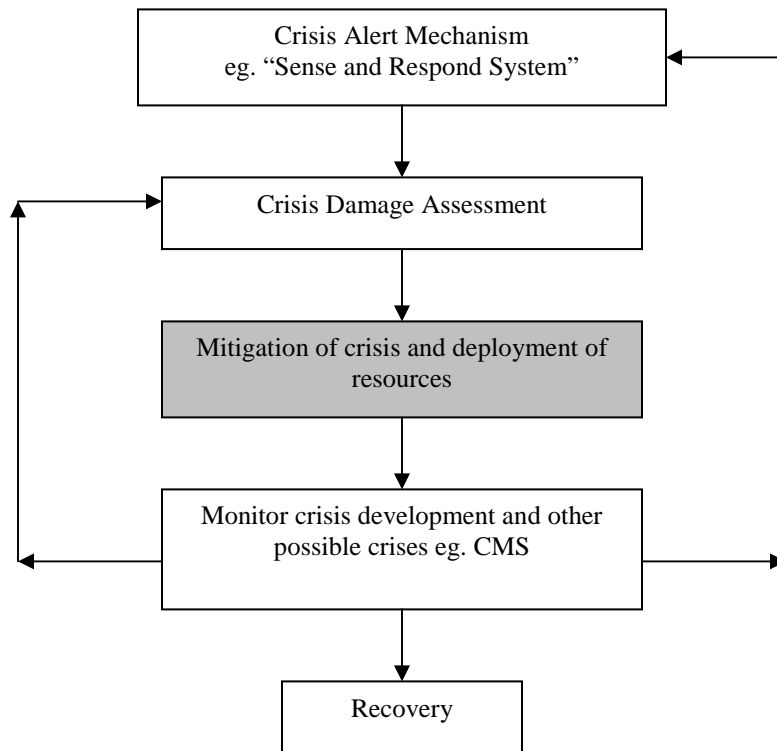 Crisis Alert Mechanism
eg. “Sense and Respond System”
Crisis Damage Assessment
Mitigation of crisis and deployment of
resources
Monitor crisis development and other
possible crises eg. CMS
Recovery